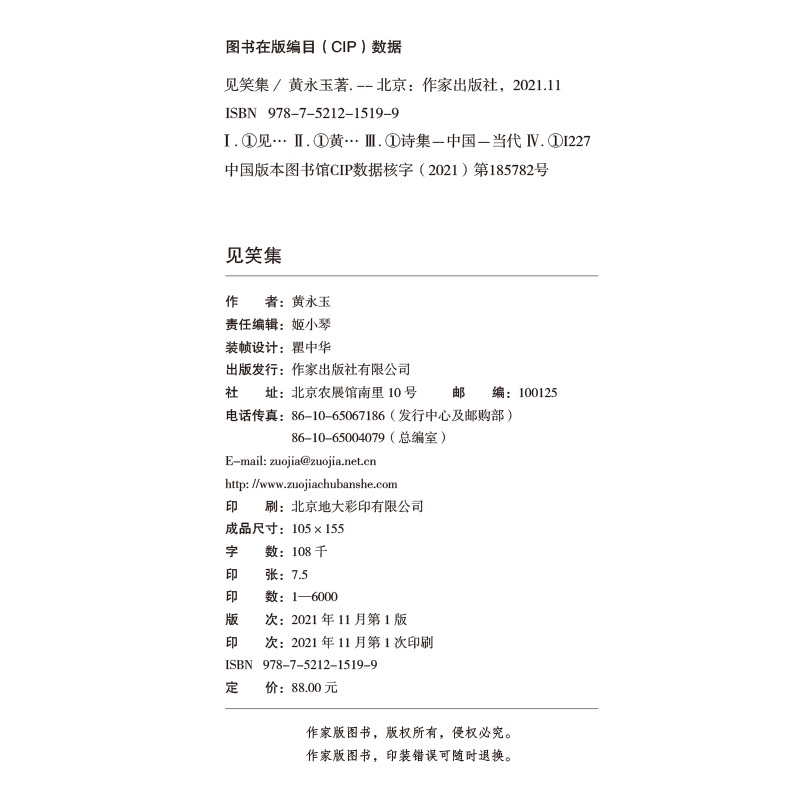 图书在版编目（CIP）数据
见笑集 / 黄永玉著. -- 北京：作家出版社，2021.11
ISBN 978-7-5212-1519-9
Ⅰ.①见… Ⅱ.①黄… Ⅲ.①诗集—中国—当代 Ⅳ.①I227
中国版本图书馆CIP数据核字（2021）第185782号
见笑集
作　　者：黄永玉
责任编辑：姬小琴
装帧设计：瞿中华
出版发行：作家出版社有限公司
社　　址：北京农展馆南里 10 号　　邮　　编：100125
电话传真：86-10-65067186（发行中心及邮购部）
86-10-65004079（总编室）
E-mail: zuojia@zuojia.net.cn
http: //www.zuojiachubanshe.com
印　　刷：北京地大彩印有限公司
成品尺寸：105 × 155
字　　数：108 千
印　　张：7.5
印　　数：1—6000
版　　次：2021 年 11 月第 1 版
印　　次：2021 年 11 月第 1 次印刷
ISBN 978-7-5212-1519-9
定　　价：88.00 元
作家版图书，版权所有，侵权必究。
作家版图书，印装错误可随时退换。